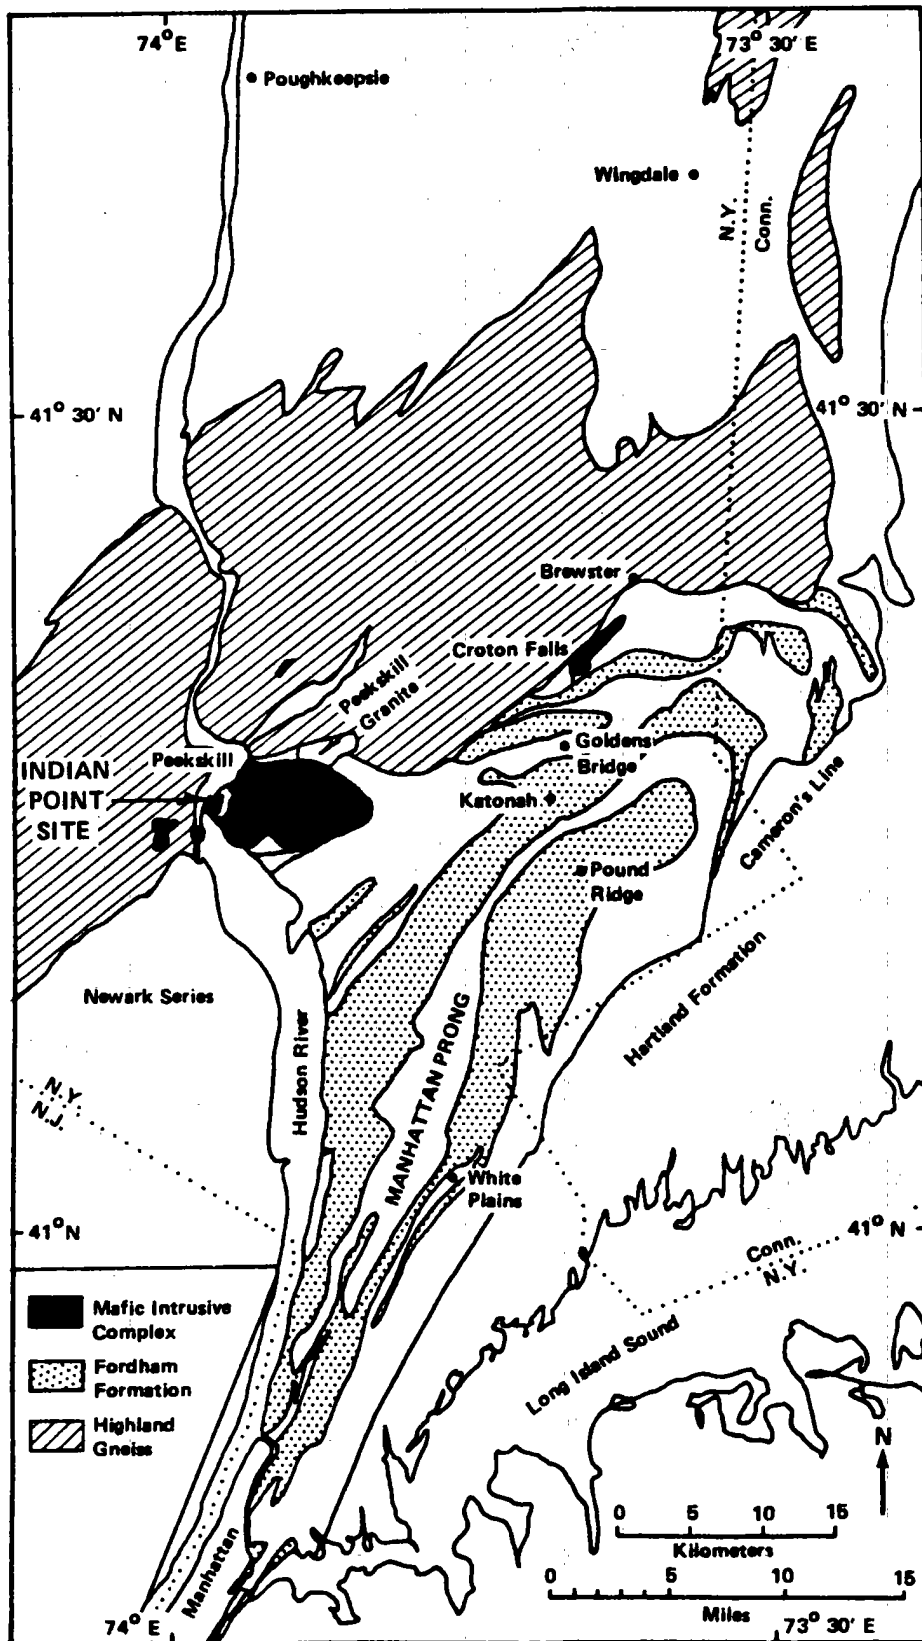 74° E
73° 30' E
Poughkeepsie
Wingdale
N.Y.
Conn.
41° 30' N
41° 30' N
Brewster
Croton Falls
Peekskill
Granite
Peekskill
INDIAN
POINT
SITE
Goldens
Bridge
Katonah
Cameron's Line
Pound
Ridge
Newark Series
Hudson River
MANHATTAN PRONG
Hartland Formation
N.Y.
N.J.
White
Plains
41° N
41° N
Conn.
N.Y.
Mafic Intrusive
Complex
Fordham
Formation
Highland
Gneiss
Long Island Sound
N
0 5 10 15
Kilometers
Manhattan
0 5 10 15
Miles
74° E
73° 30' E